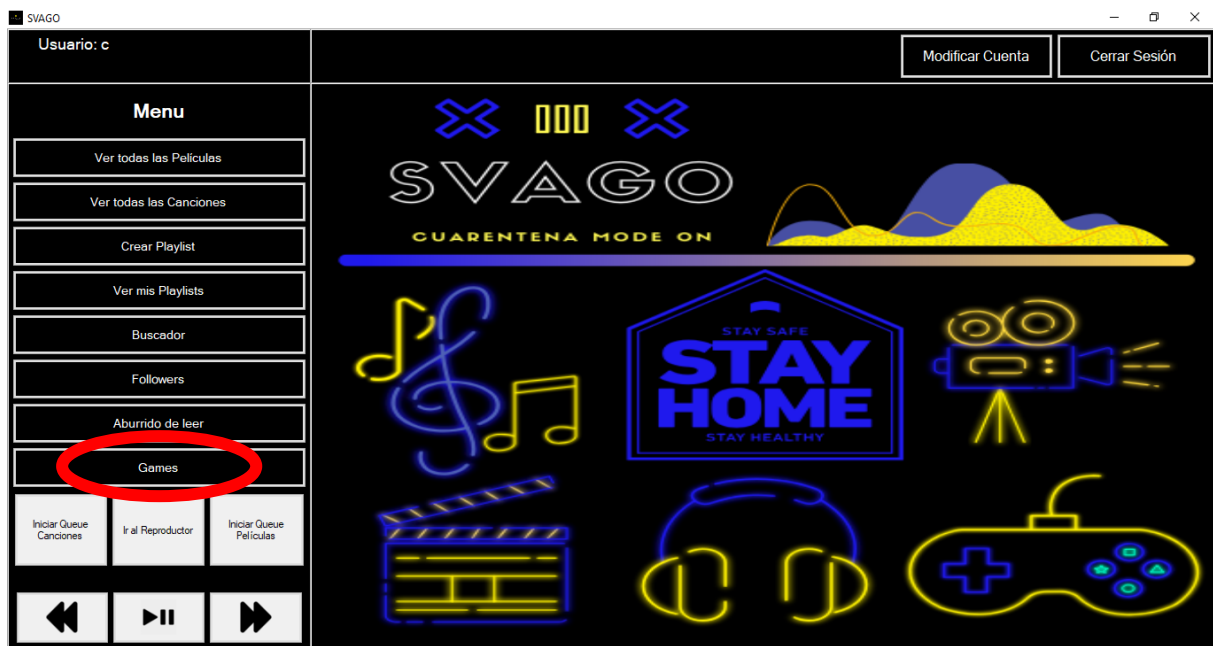 SVAGO
Usuario: c
Modificar Cuenta
Cerrar Sesión
Menu
Ver todas las Películas
Ver todas las Canciones
Crear Playlist
Ver mis Playlists
Buscador
Followers
Aburrido de leer
Games
Iniciar Queue
Canciones
Ir al Reproductor
Iniciar Queue
Películas
SVAGO
CUARENTENA MODE ON
STAY SAFE
STAY
HOME
STAY HEALTHY